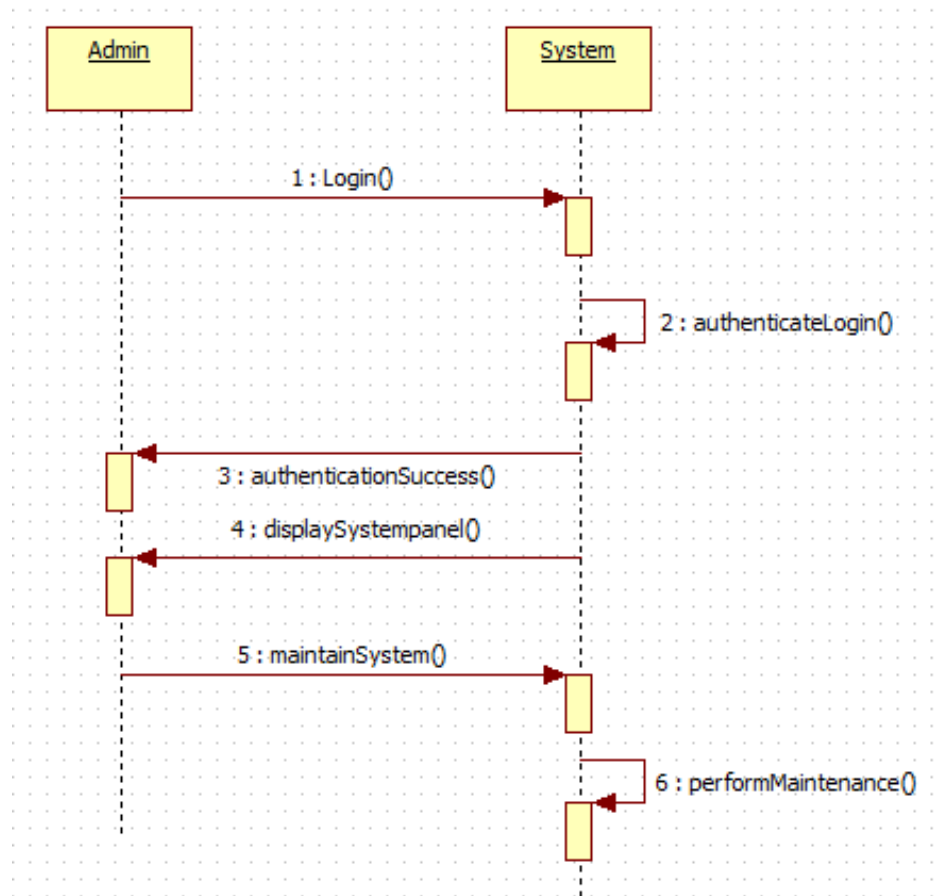 Admin
System
1 : Login()
2 : authenticateLogin()
3 : authenticationSuccess()
4 : displaySystempanel()
5 : maintainSystem()
6 : performMaintenance()